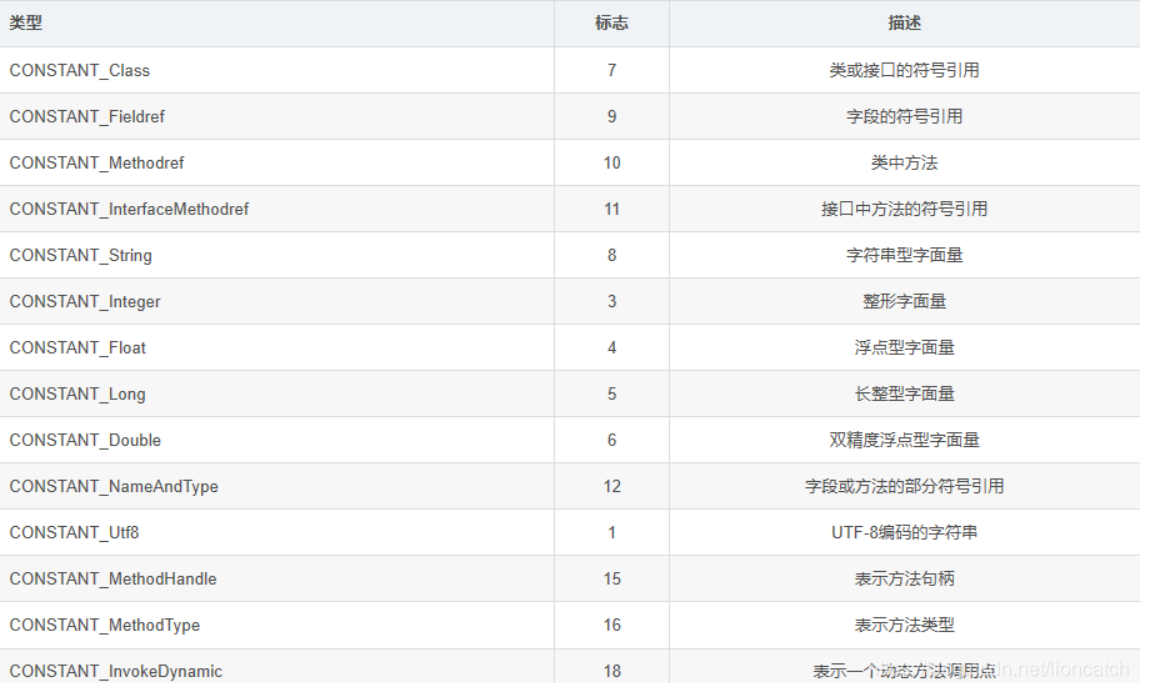 类型 标志 描述
CONSTANT_Class 7 类或接口的符号引用
CONSTANT_Fieldref 9 字段的符号引用
CONSTANT_Methodref 10 类中方法
CONSTANT_InterfaceMethodref 11 接口中方法的符号引用
CONSTANT_String 8 字符串型字面量
CONSTANT_Integer 3 整形字面量
CONSTANT_Float 4 浮点型字面量
CONSTANT_Long 5 长整型字面量
CONSTANT_Double 6 双精度浮点型字面量
CONSTANT_NameAndType 12 字段或方法的部分符号引用
CONSTANT_Utf8 1 UTF-8编码的字符串
CONSTANT_MethodHandle 15 表示方法句柄
CONSTANT_MethodType 16 表示方法类型
CONSTANT_InvokeDynamic 18 表示一个动态方法调用点